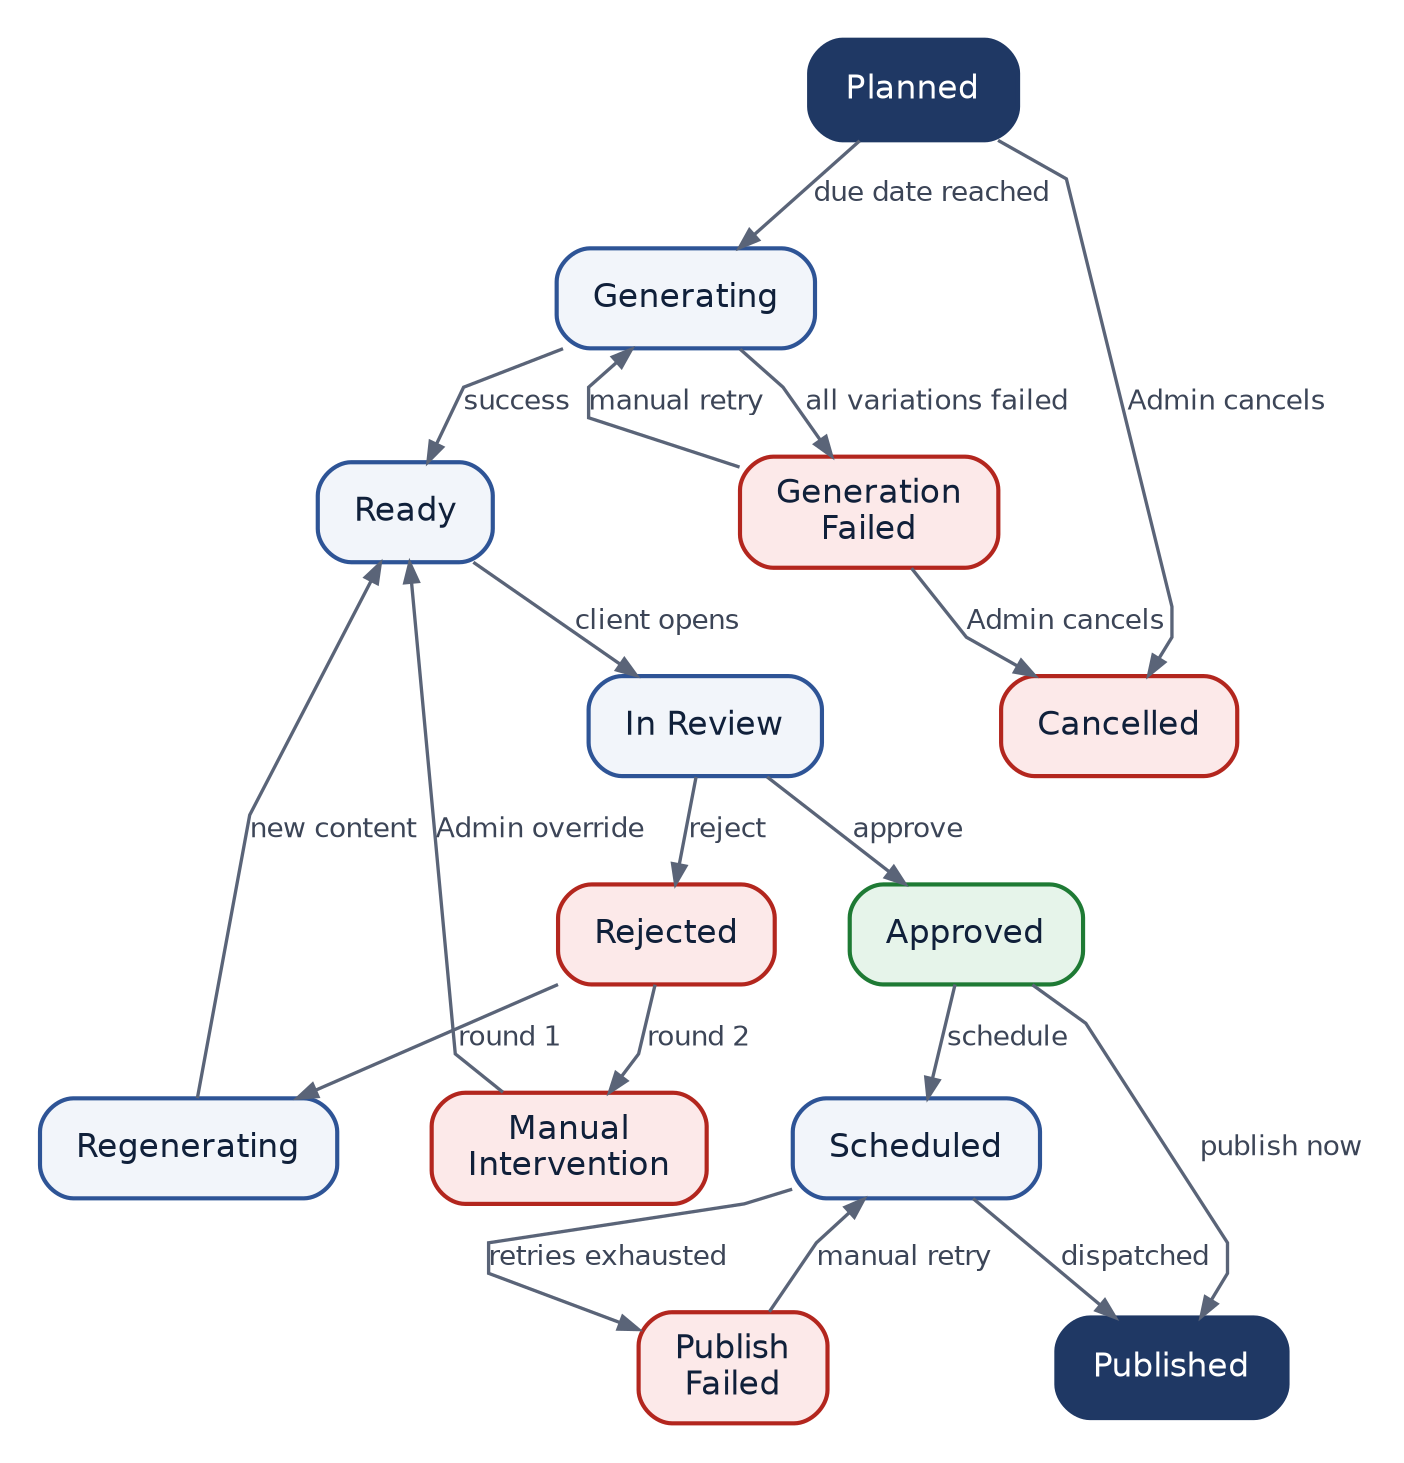 Planned
due date reached
Generating
success
manual retry
all variations failed
Admin cancels
Ready
Generation
Failed
client opens
Admin cancels
In Review
Cancelled
new content
Admin override
reject
approve
Rejected
Approved
round 1
round 2
schedule
publish now
Regenerating
Manual
Intervention
Scheduled
retries exhausted
manual retry
dispatched
Publish
Failed
Published